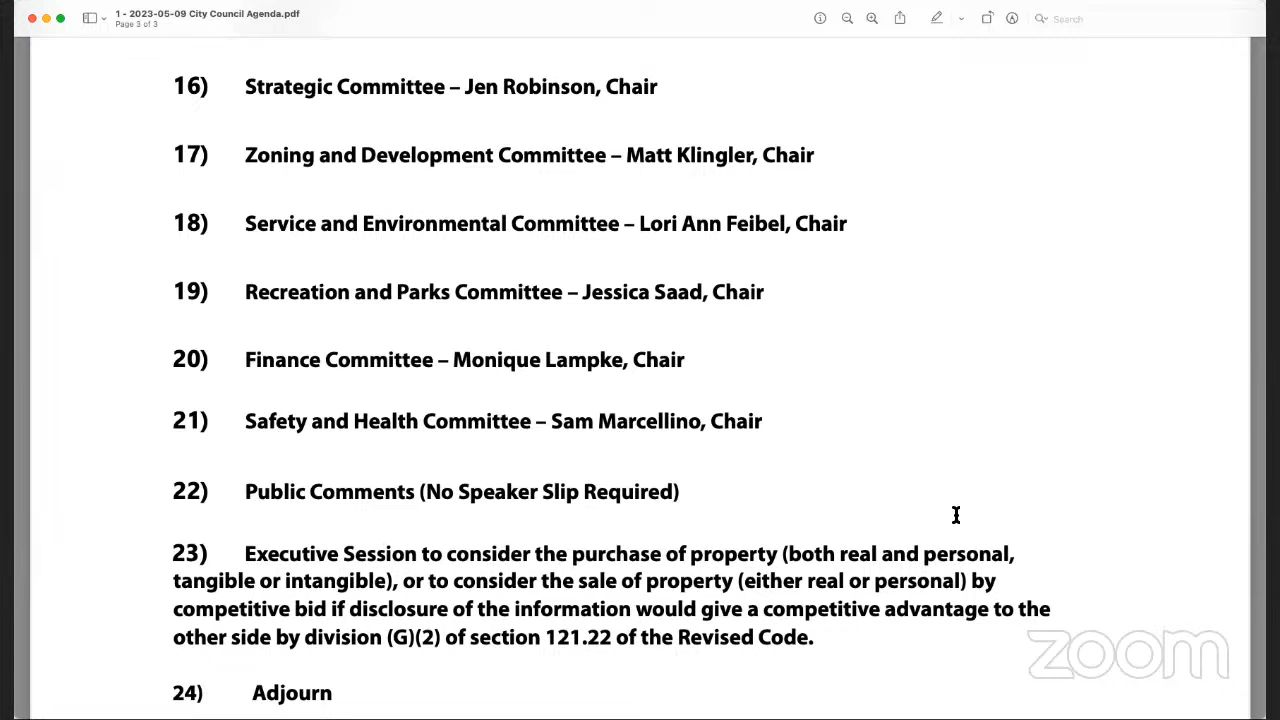 1 - 2023-05-09 City Council Agenda.pdf
Page 3 of 3
Search
16) Strategic Committee – Jen Robinson, Chair
17) Zoning and Development Committee – Matt Klingler, Chair
18) Service and Environmental Committee – Lori Ann Feibel, Chair
19) Recreation and Parks Committee – Jessica Saad, Chair
20) Finance Committee – Monique Lampke, Chair
21) Safety and Health Committee – Sam Marcellino, Chair
22) Public Comments (No Speaker Slip Required)
23) Executive Session to consider the purchase of property (both real and personal,
tangible or intangible), or to consider the sale of property (either real or personal) by
competitive bid if disclosure of the information would give a competitive advantage to the
other side by division (G)(2) of section 121.22 of the Revised Code.
zoom
24) Adjourn